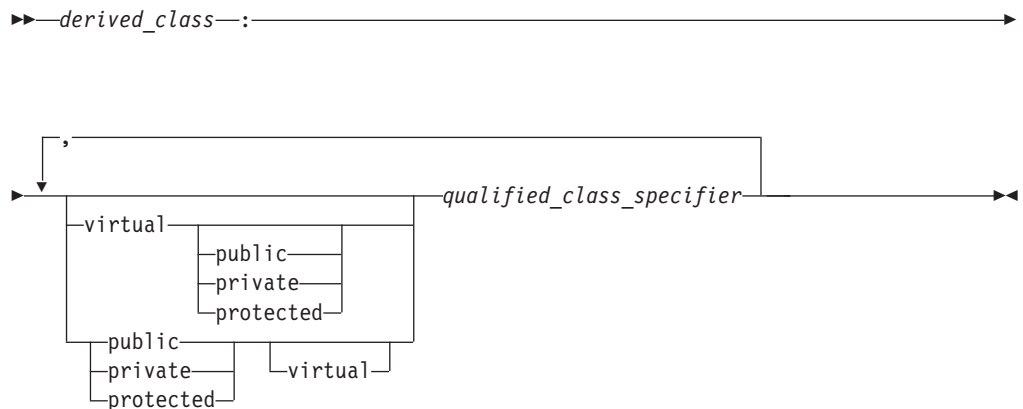 derived_class :
,
qualified_class_specifier
virtual
public
private
protected
public
private virtual
protected